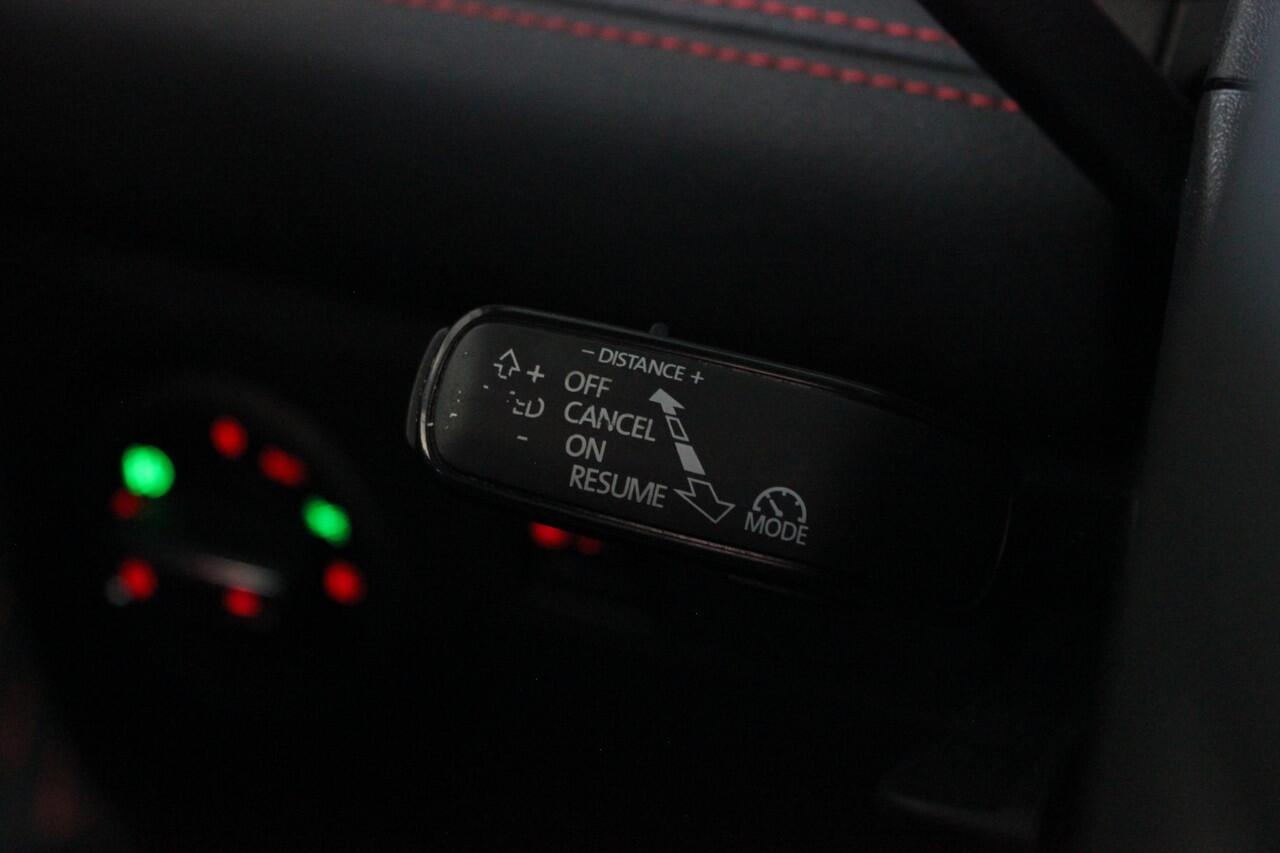 – DISTANCE +
+ OFF
CANCEL
- ON
RESUME
MODE